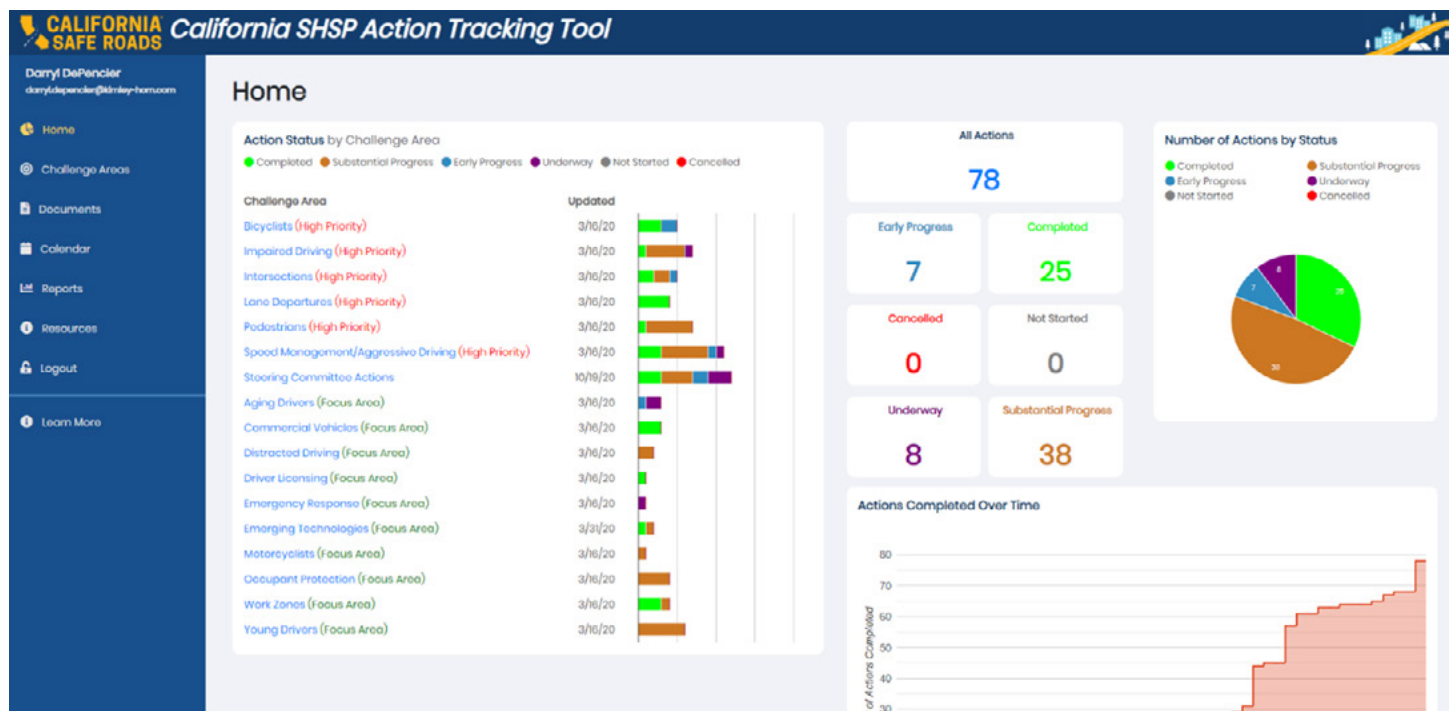 CALIFORNIA
SAFE ROADS
California SHSP Action Tracking Tool
Darryl DePencier
darryl.depencier@kimley-horn.com
Home
Challenge Areas
Documents
Calendar
Reports
Resources
Logout
Learn More
Home
Action Status by Challenge Area
Completed Substantial Progress Early Progress Underway Not Started Cancelled
Challenge Area Updated
Bicyclists (High Priority) 3/16/20
Impaired Driving (High Priority) 3/16/20
Intersections (High Priority) 3/16/20
Lane Departures (High Priority) 3/16/20
Pedestrians (High Priority) 3/16/20
Speed Management/Aggressive Driving (High Priority) 3/16/20
Steering Committee Actions 10/19/20
Aging Drivers (Focus Area) 3/16/20
Commercial Vehicles (Focus Area) 3/16/20
Distracted Driving (Focus Area) 3/16/20
Driver Licensing (Focus Area) 3/16/20
Emergency Response (Focus Area) 3/16/20
Emerging Technologies (Focus Area) 3/31/20
Motorcyclists (Focus Area) 3/16/20
Occupant Protection (Focus Area) 3/16/20
Work Zones (Focus Area) 3/16/20
Young Drivers (Focus Area) 3/16/20
All Actions
78
Early Progress
7
Completed
25
Cancelled
0
Not Started
0
Underway
8
Substantial Progress
38
Number of Actions by Status
Completed Substantial Progress
Early Progress Underway
Not Started Cancelled
8
7
25
38
Actions Completed Over Time
80
70
60
50
40
30
of Actions Completed